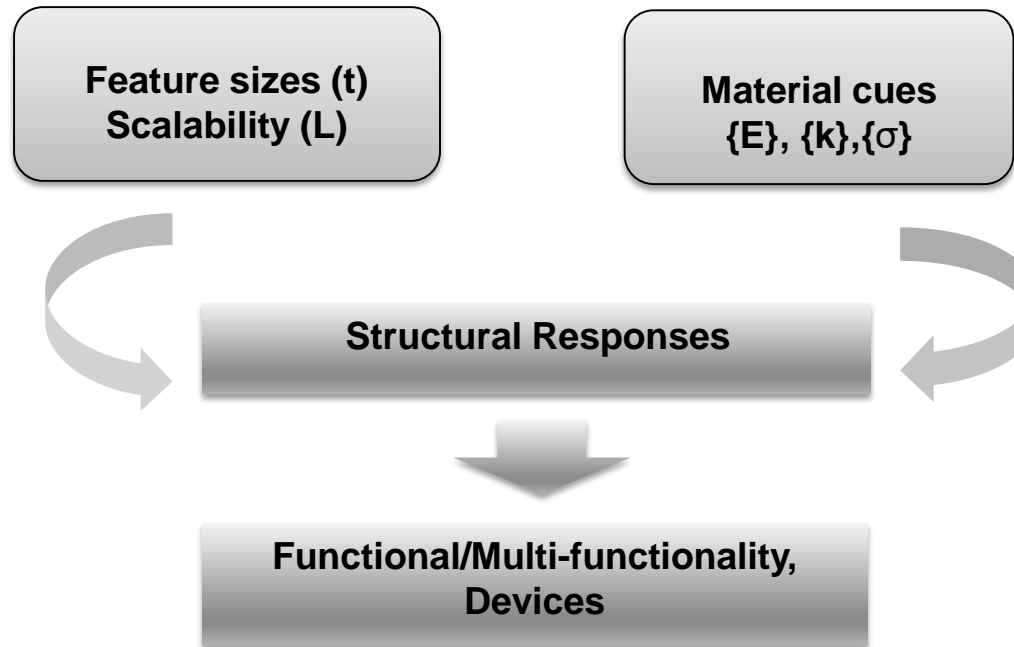 Feature sizes (t)
Scalability (L)
Material cues
{E}, {k},{σ}
Structural Responses
Functional/Multi-functionality,
Devices